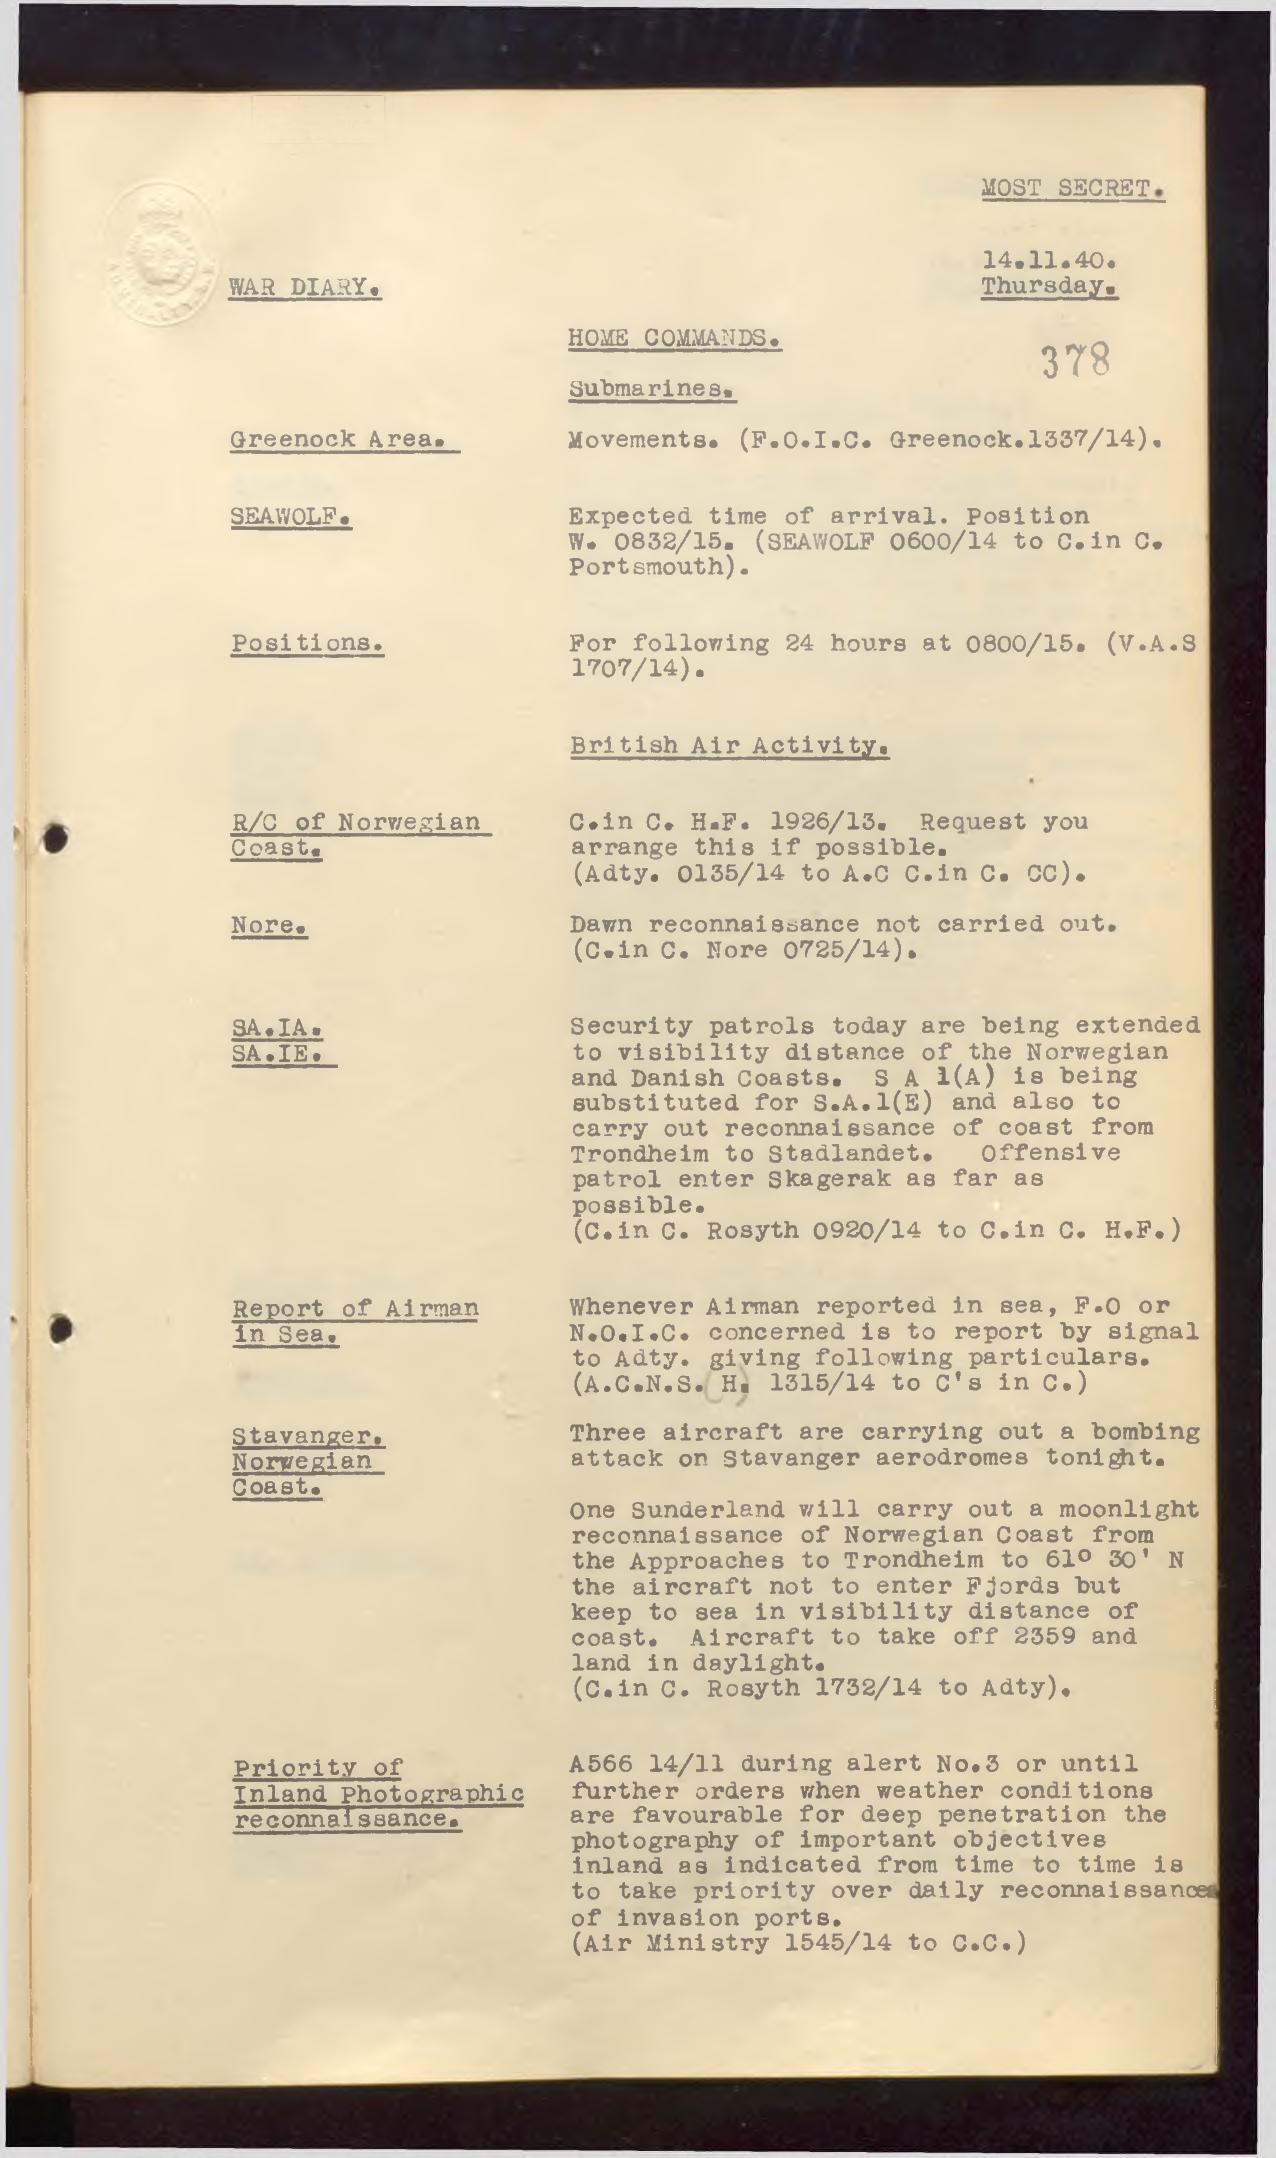 MOST SECRET.
14.11.40.
WAR DIARY. Thursday.
HOME COMMANDS.
378
Submarines.
Greenock Area. Movements. (F.O.I.C. Greenock.1337/14).
SEAWOLF. Expected time of arrival. Position
W. 0832/15. (SEAWOLF 0600/14 to C.in C.
Portsmouth).
Positions. For following 24 hours at 0800/15. (V.A.S
1707/14).
British Air Activity.
R/C of Norwegian C.in C. H.F. 1926/13. Request you
Coast. arrange this if possible.
(Adty. 0135/14 to A.C C.in C. CC).
Nore. Dawn reconnaissance not carried out.
(C.in C. Nore 0725/14).
SA.IA. Security patrols today are being extended
SA.IE. to visibility distance of the Norwegian
and Danish Coasts. S A 1(A) is being
substituted for S.A.1(E) and also to
carry out reconnaissance of coast from
Trondheim to Stadlandet. Offensive
patrol enter Skagerak as far as
possible.
(C.in C. Rosyth 0920/14 to C.in C. H.F.)
Report of Airman Whenever Airman reported in sea, F.O or
in Sea. N.O.I.C. concerned is to report by signal
to Adty. giving following particulars.
(A.C.N.S. (H) 1315/14 to C's in C.)
Stavanger. Three aircraft are carrying out a bombing
Norwegian attack on Stavanger aerodromes tonight.
Coast.
One Sunderland will carry out a moonlight
reconnaissance of Norwegian Coast from
the Approaches to Trondheim to 61º 30' N
the aircraft not to enter Fjords but
keep to sea in visibility distance of
coast. Aircraft to take off 2359 and
land in daylight.
(C.in C. Rosyth 1732/14 to Adty).
Priority of A566 14/11 during alert No.3 or until
Inland Photographic further orders when weather conditions
reconnaissance. are favourable for deep penetration the
photography of important objectives
inland as indicated from time to time is
to take priority over daily reconnaissances
of invasion ports.
(Air Ministry 1545/14 to C.C.)